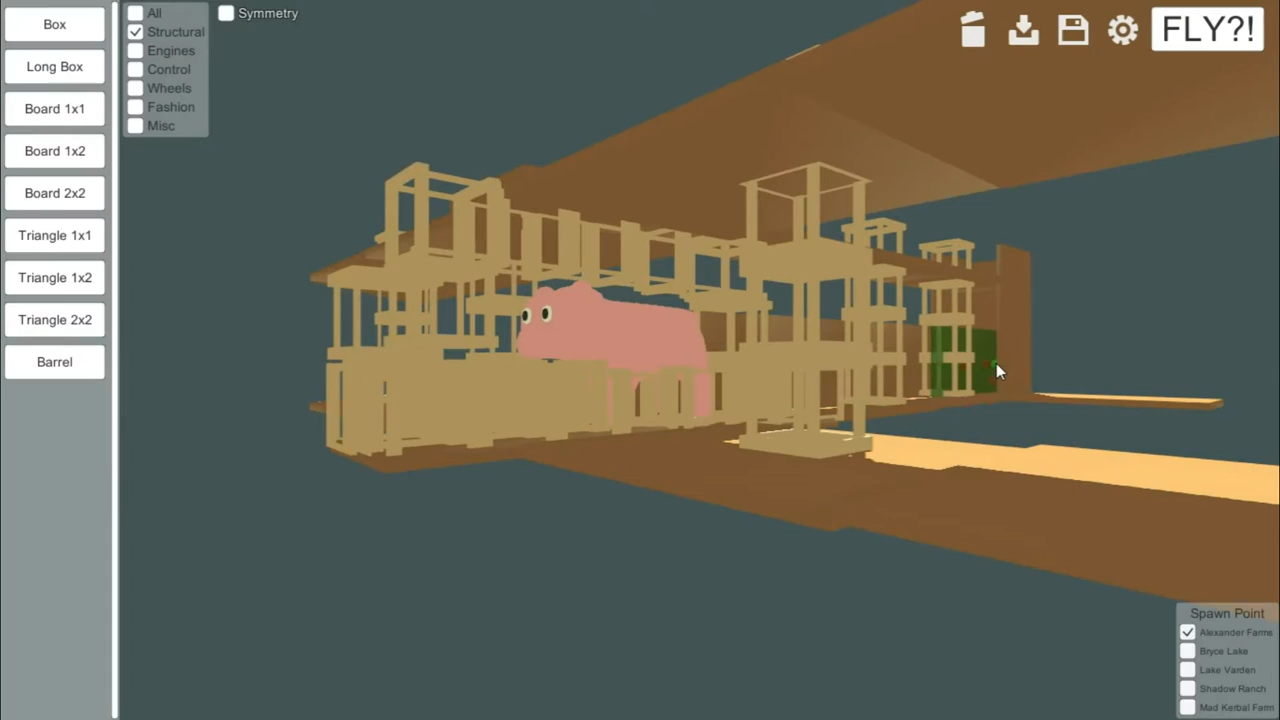 Box
Long Box
Board 1x1
Board 1x2
Board 2x2
Triangle 1x1
Triangle 1x2
Triangle 2x2
Barrel
All
Structural
Engines
Control
Wheels
Fashion
Misc
Symmetry
FLY?!
Spawn Point
Alexander Farms
Bryce Lake
Lake Varden
Shadow Ranch
Mad Kerbal Farm